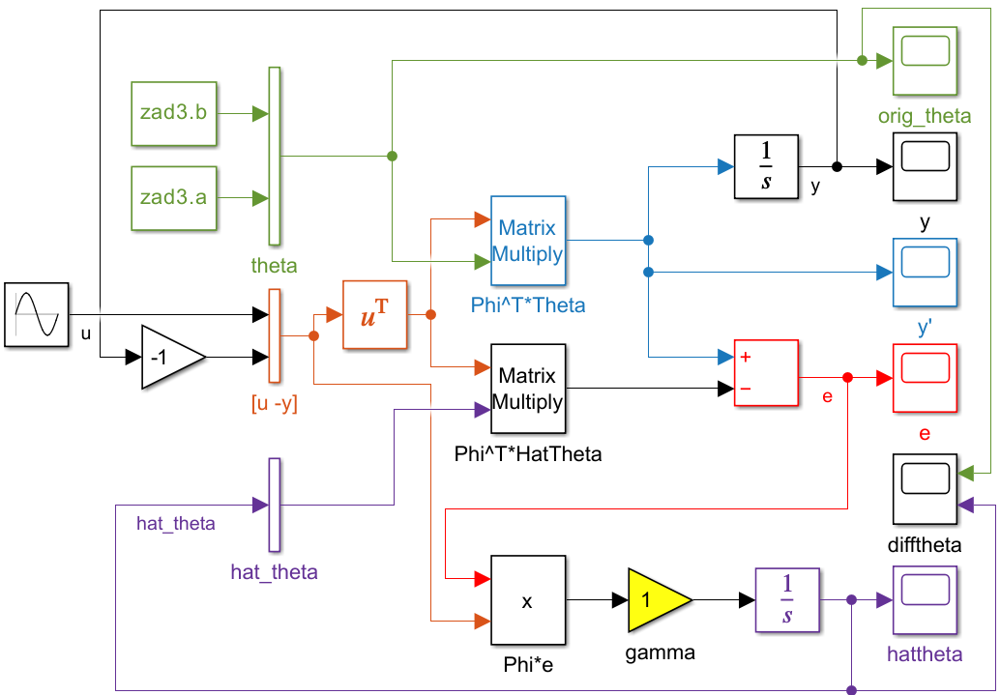 zad3.b
orig_theta
1
s
y
zad3.a
y
Matrix
Multiply
theta
Phi^T*Theta
y'
u
-1
uT
[u -y]
Matrix
Multiply
+
−
e
e
Phi^T*HatTheta
hat_theta
hat_theta
difftheta
x
1
1
s
Phi*e
gamma
hattheta